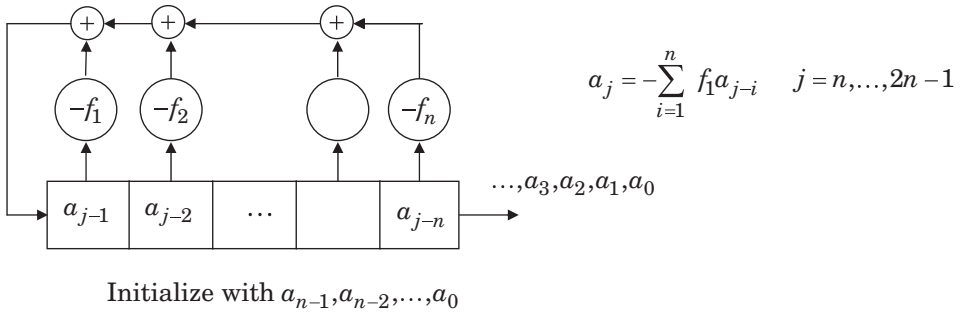 + + +
−f₁ −f₂ −fₙ
aⱼ₋₁ aⱼ₋₂ ... aⱼ₋ₙ
...,a₃,a₂,a₁,a₀
Initialize with aₙ₋₁,aₙ₋₂,...,a₀
aⱼ = −∑ⁿᵢ₌₁ f₁aⱼ₋ᵢ j = n,...,2n − 1